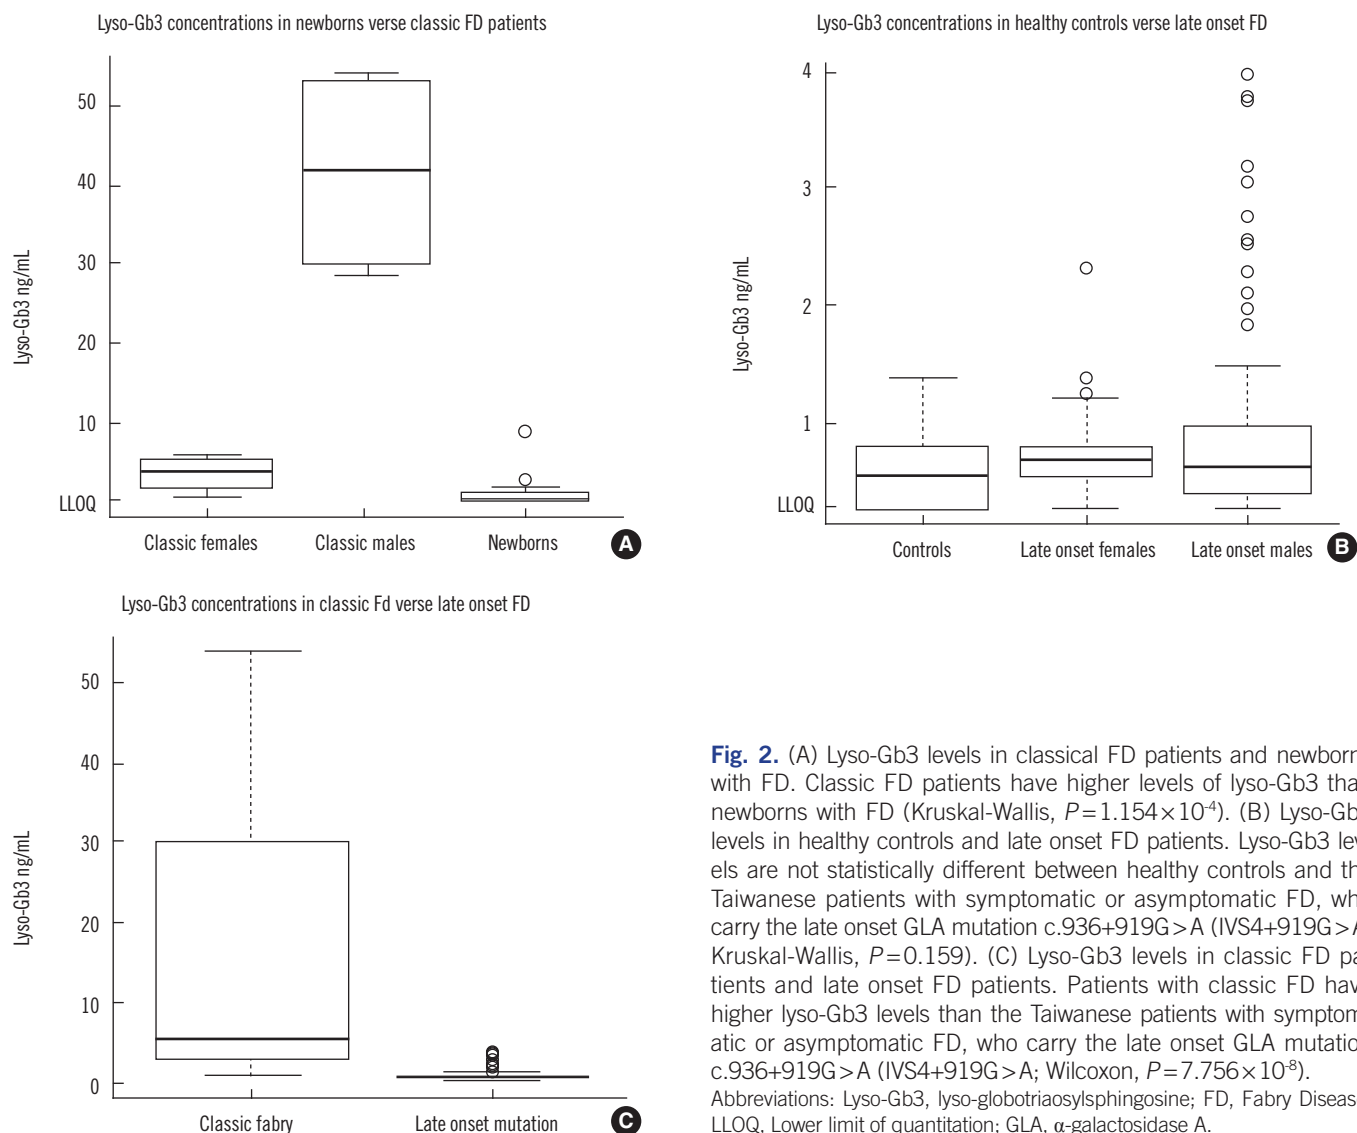 Lyso-Gb3 concentrations in newborns verse classic FD patients
Lyso-Gb3 ng/mL
50
40
30
20
10
LLOQ
Classic females Classic males Newborns A
Lyso-Gb3 concentrations in healthy controls verse late onset FD
Lyso-Gb3 ng/mL
4
3
2
1
LLOQ
Controls Late onset females Late onset males B
Lyso-Gb3 concentrations in classic Fd verse late onset FD
Lyso-Gb3 ng/mL
50
40
30
20
10
0
Classic fabry Late onset mutation C
Fig. 2. (A) Lyso-Gb3 levels in classical FD patients and newborn
with FD. Classic FD patients have higher levels of lyso-Gb3 tha
newborns with FD (Kruskal-Wallis, P=1.154×10-4). (B) Lyso-Gb
levels in healthy controls and late onset FD patients. Lyso-Gb3 lev
els are not statistically different between healthy controls and th
Taiwanese patients with symptomatic or asymptomatic FD, wh
carry the late onset GLA mutation c.936+919G>A (IVS4+919G>A
Kruskal-Wallis, P=0.159). (C) Lyso-Gb3 levels in classic FD pa
tients and late onset FD patients. Patients with classic FD hav
higher lyso-Gb3 levels than the Taiwanese patients with symptom
atic or asymptomatic FD, who carry the late onset GLA mutatio
c.936+919G>A (IVS4+919G>A; Wilcoxon, P=7.756×10-8).
Abbreviations: Lyso-Gb3, lyso-globotriaosylsphingosine; FD, Fabry Diseas
LLOQ, Lower limit of quantitation; GLA, α-galactosidase A.